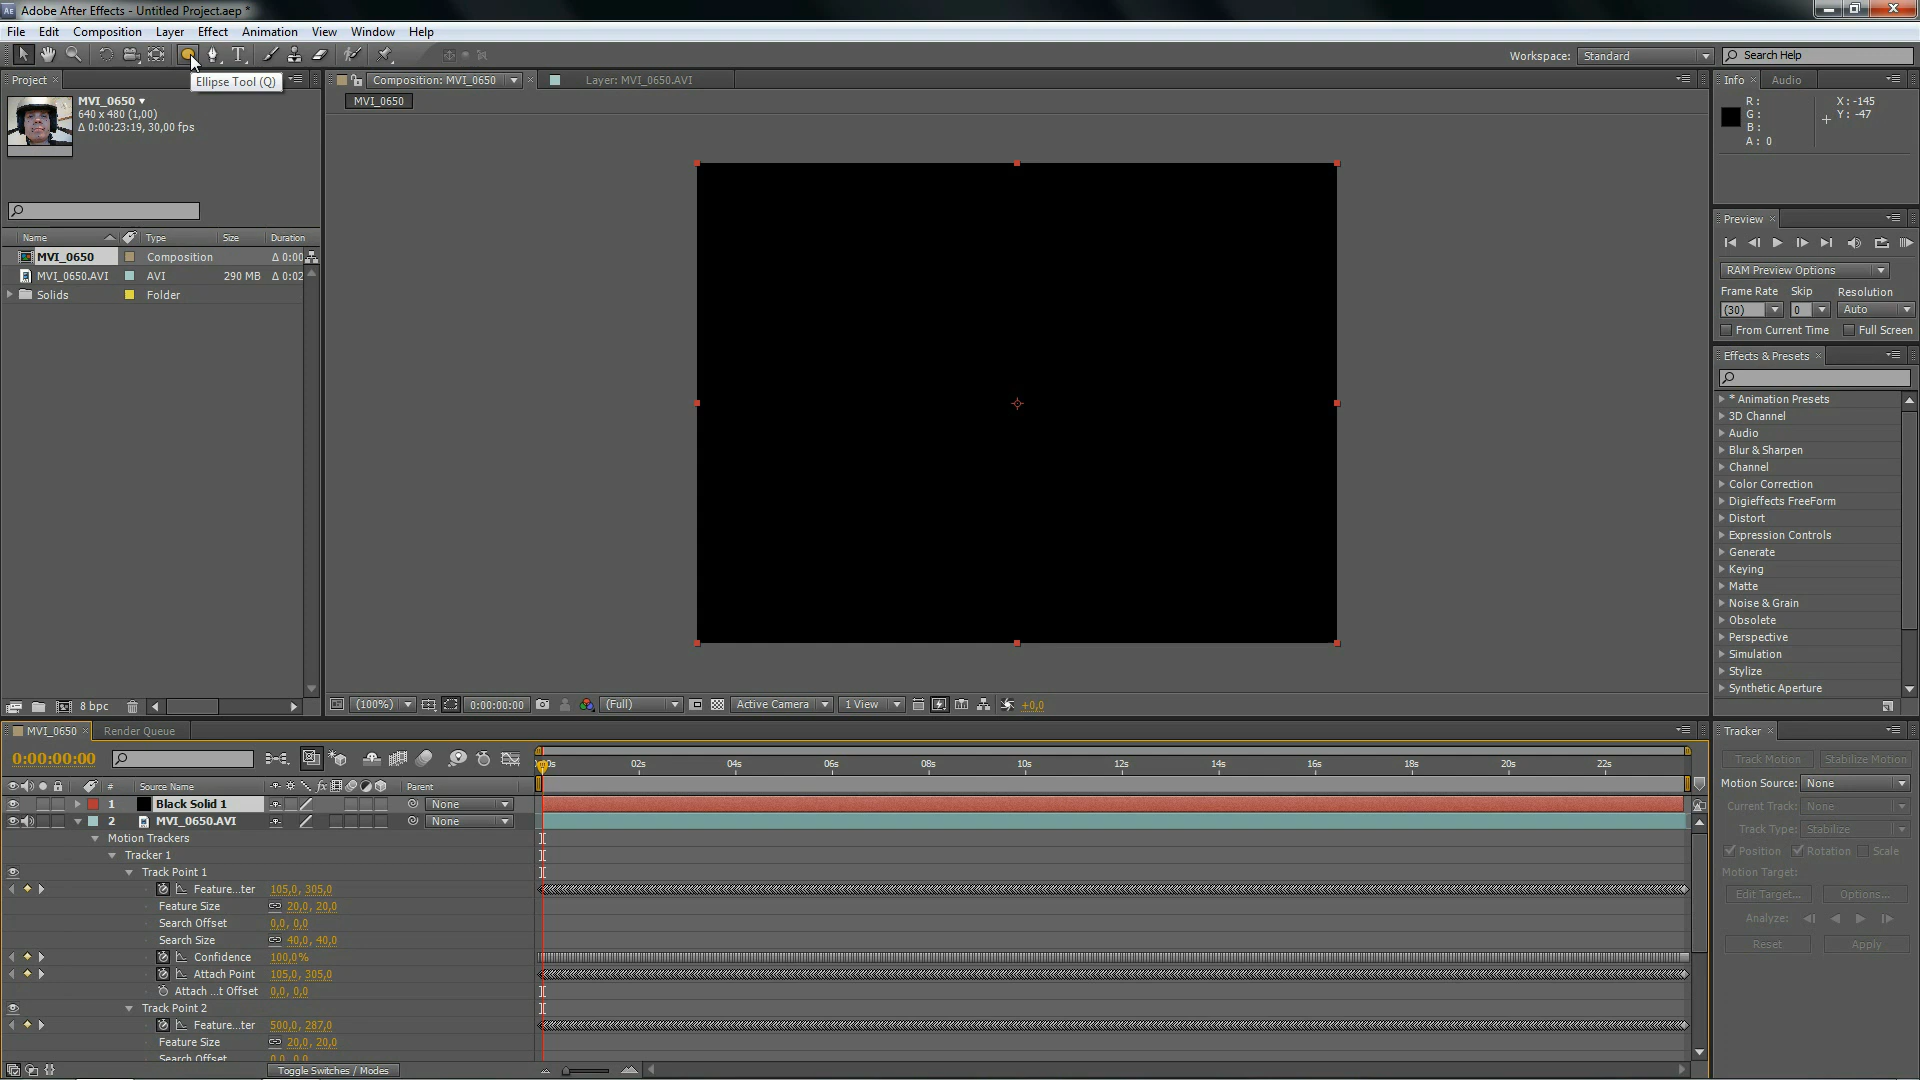 Adobe After Effects - Untitled Project.aep *
File Edit Composition Layer Effect Animation View Window Help
Workspace: Standard Search Help
Ellipse Tool (Q)
Project
MVI_0650
640 x 480 (1,00)
Δ 0:00:23:19, 30,00 fps
Name Type Size Duration
MVI_0650 Composition Δ 0:00
MVI_0650.AVI AVI 290 MB Δ 0:02
Solids Folder
8 bpc
Composition: MVI_0650 Layer: MVI_0650.AVI
MVI_0650
(100%) 0:00:00:00 (Full) Active Camera 1 View +0,0
Info Audio
R: X: -145
G: Y: -47
B:
A: 0
Preview
RAM Preview Options
Frame Rate Skip Resolution
(30) 0 Auto
From Current Time Full Screen
Effects & Presets
* Animation Presets
3D Channel
Audio
Blur & Sharpen
Channel
Color Correction
Digieffects FreeForm
Distort
Expression Controls
Generate
Keying
Matte
Noise & Grain
Obsolete
Perspective
Simulation
Stylize
Synthetic Aperture
MVI_0650 Render Queue
0:00:00:00
02s 04s 06s 08s 10s 12s 14s 16s 18s 20s 22s
# Source Name Parent
1 Black Solid 1 None
2 MVI_0650.AVI None
Motion Trackers
Tracker 1
Track Point 1
Feature...ter 105,0, 305,0
Feature Size 20,0, 20,0
Search Offset 0,0, 0,0
Search Size 40,0, 40,0
Confidence 100,0%
Attach Point 105,0, 305,0
Attach ...t Offset 0,0, 0,0
Track Point 2
Feature...ter 500,0, 287,0
Feature Size 20,0, 20,0
Search Offset 0,0, 0,0
Toggle Switches / Modes
Tracker
Track Motion Stabilize Motion
Motion Source: None
Current Track: None
Track Type: Stabilize
Position Rotation Scale
Motion Target:
Edit Target... Options...
Analyze:
Reset Apply